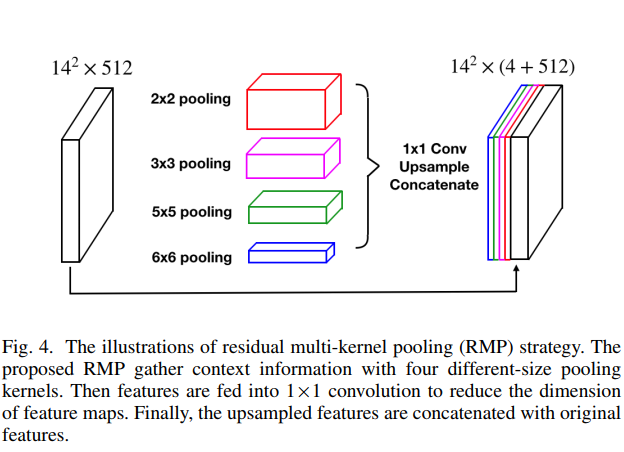 14² × 512
14² × (4 + 512)
2x2 pooling
3x3 pooling
5x5 pooling
6x6 pooling
1x1 Conv
Upsample
Concatenate
Fig. 4. The illustrations of residual multi-kernel pooling (RMP) strategy. The
proposed RMP gather context information with four different-size pooling
kernels. Then features are fed into 1×1 convolution to reduce the dimension
of feature maps. Finally, the upsampled features are concatenated with original
features.